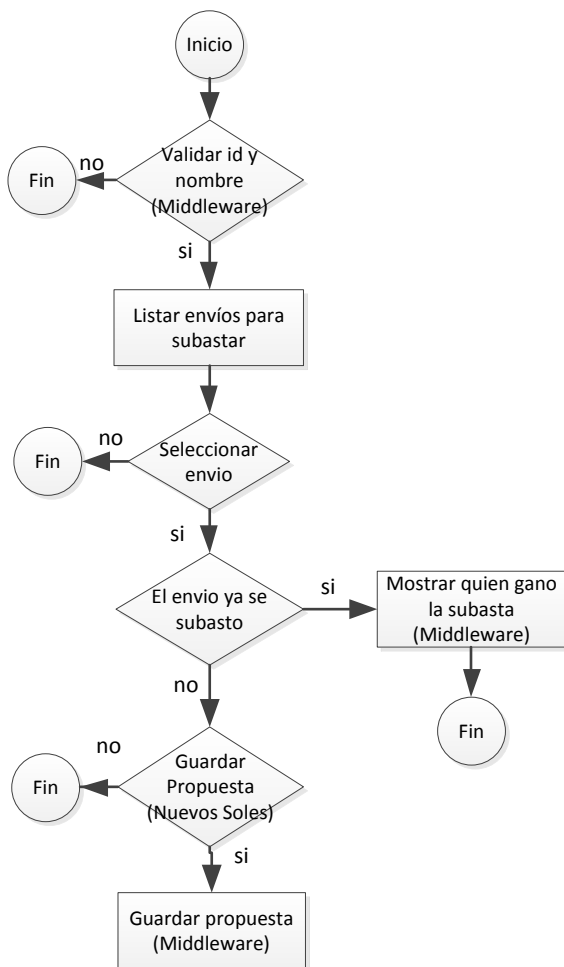 Inicio
Validar id y
nombre
(Middleware)
no
Fin
si
Listar envíos para
subastar
no
Fin
Seleccionar
envio
si
El envio ya se
subasto
si
Mostrar quien gano
la subasta
(Middleware)
no
Fin
no
Fin
Guardar
Propuesta
(Nuevos Soles)
si
Guardar propuesta
(Middleware)